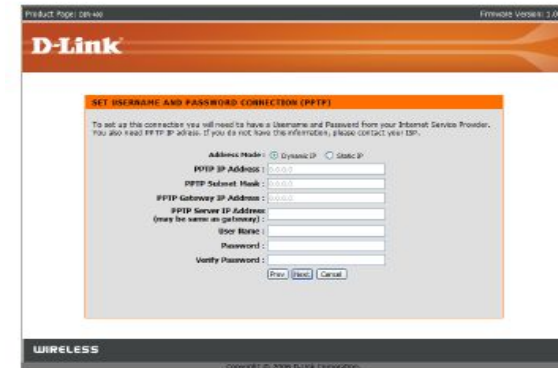 Product Page:
Firmware Version: 1.0
D-Link
SET USERNAME AND PASSWORD CONNECTION (PPTP)
To set up this connection you will need to have a Username and Password from your Internet Service Provider.
You also need PPTP IP adress. If you do not have this information, please contact your ISP.
Address Mode : Dynamic IP Static IP
PPTP IP Address : 0.0.0.0
PPTP Subnet Mask : 0.0.0.0
PPTP Gateway IP Address : 0.0.0.0
PPTP Server IP Address
(may be same as gateway) :
User Name :
Password :
Verify Password :
Prev Next Cancel
WIRELESS
Copyright © D-Link Corporation